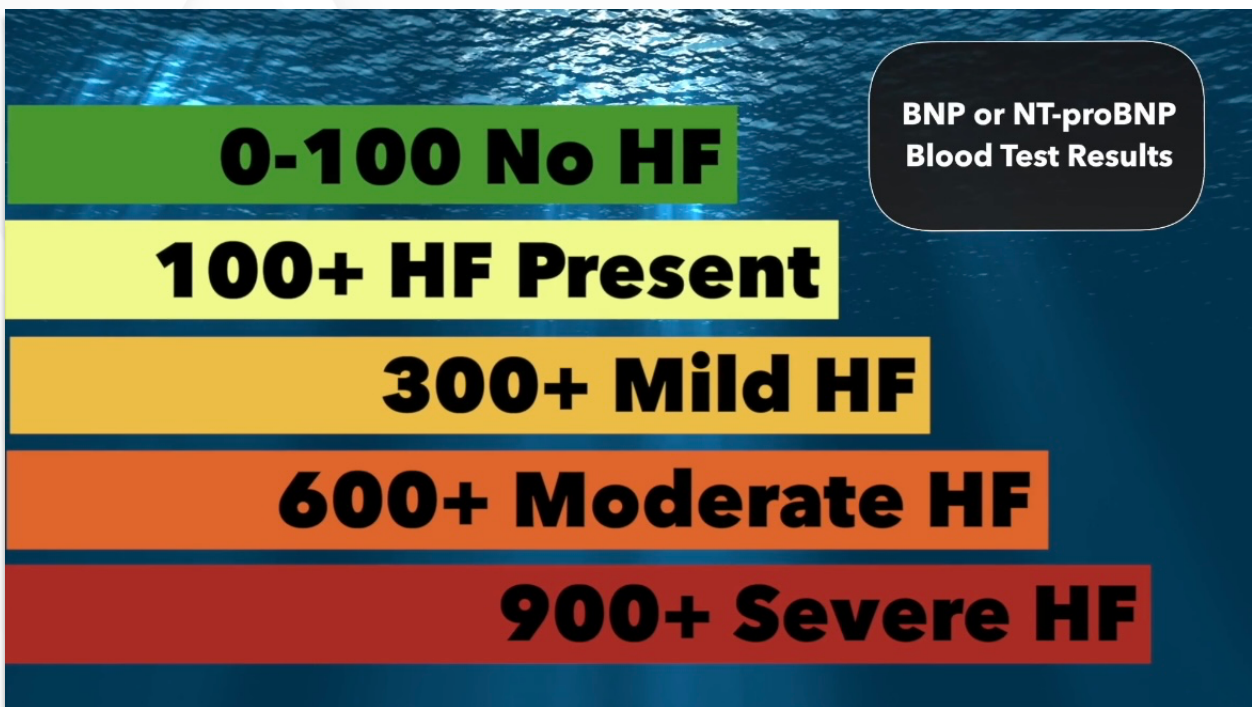 BNP or NT-proBNP
Blood Test Results
0-100 No HF
100+ HF Present
300+ Mild HF
600+ Moderate HF
900+ Severe HF